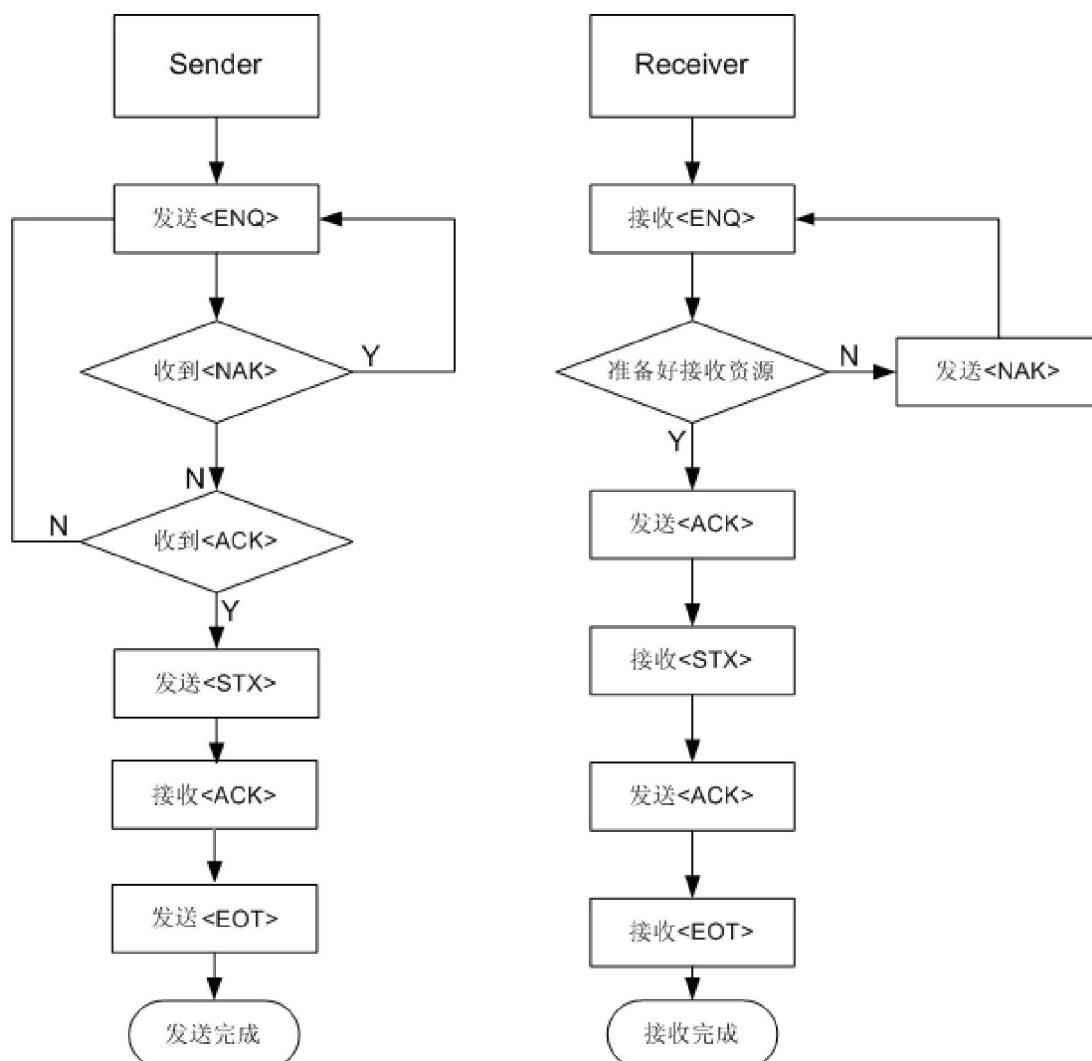 Sender
发送<ENQ>
收到<NAK>
Y
N
收到<ACK>
N
Y
发送<STX>
接收<ACK>
发送<EOT>
发送完成
Receiver
接收<ENQ>
准备好接收资源
N
发送<NAK>
Y
发送<ACK>
接收<STX>
发送<ACK>
接收<EOT>
接收完成